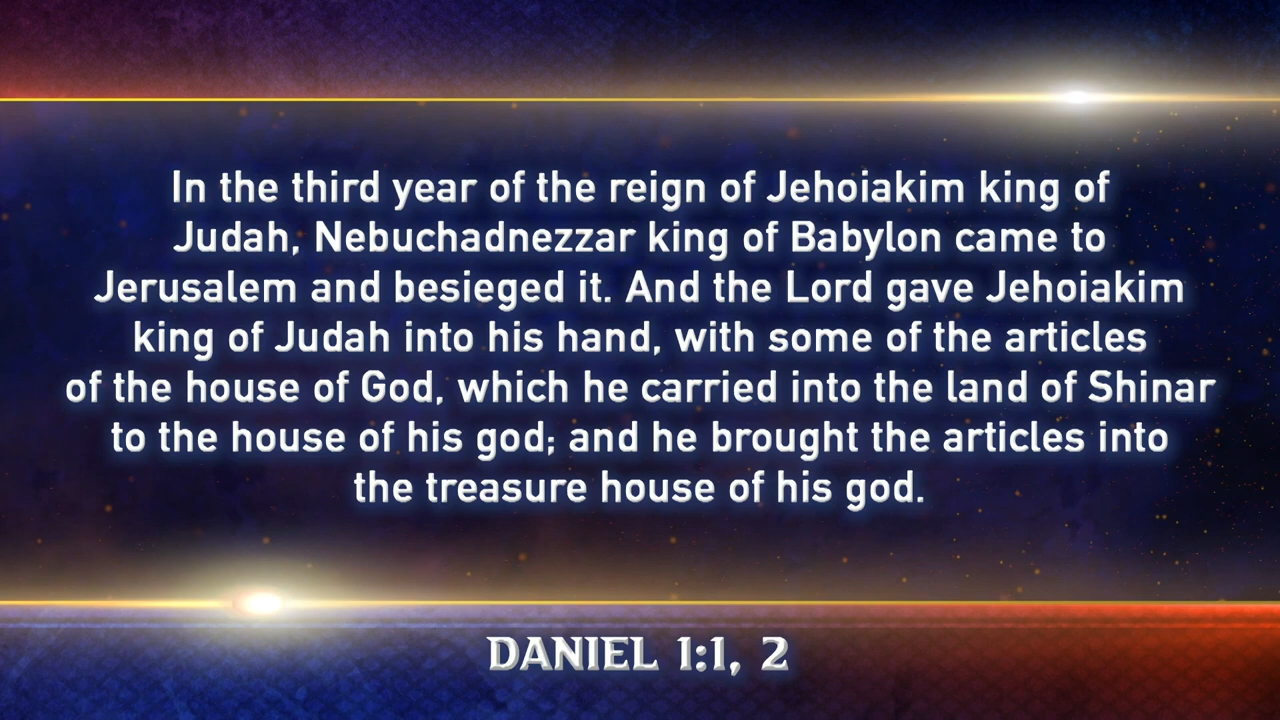 In the third year of the reign of Jehoiakim king of
Judah, Nebuchadnezzar king of Babylon came to
Jerusalem and besieged it. And the Lord gave Jehoiakim
king of Judah into his hand, with some of the articles
of the house of God, which he carried into the land of Shinar
to the house of his god; and he brought the articles into
the treasure house of his god.
DANIEL 1:1, 2